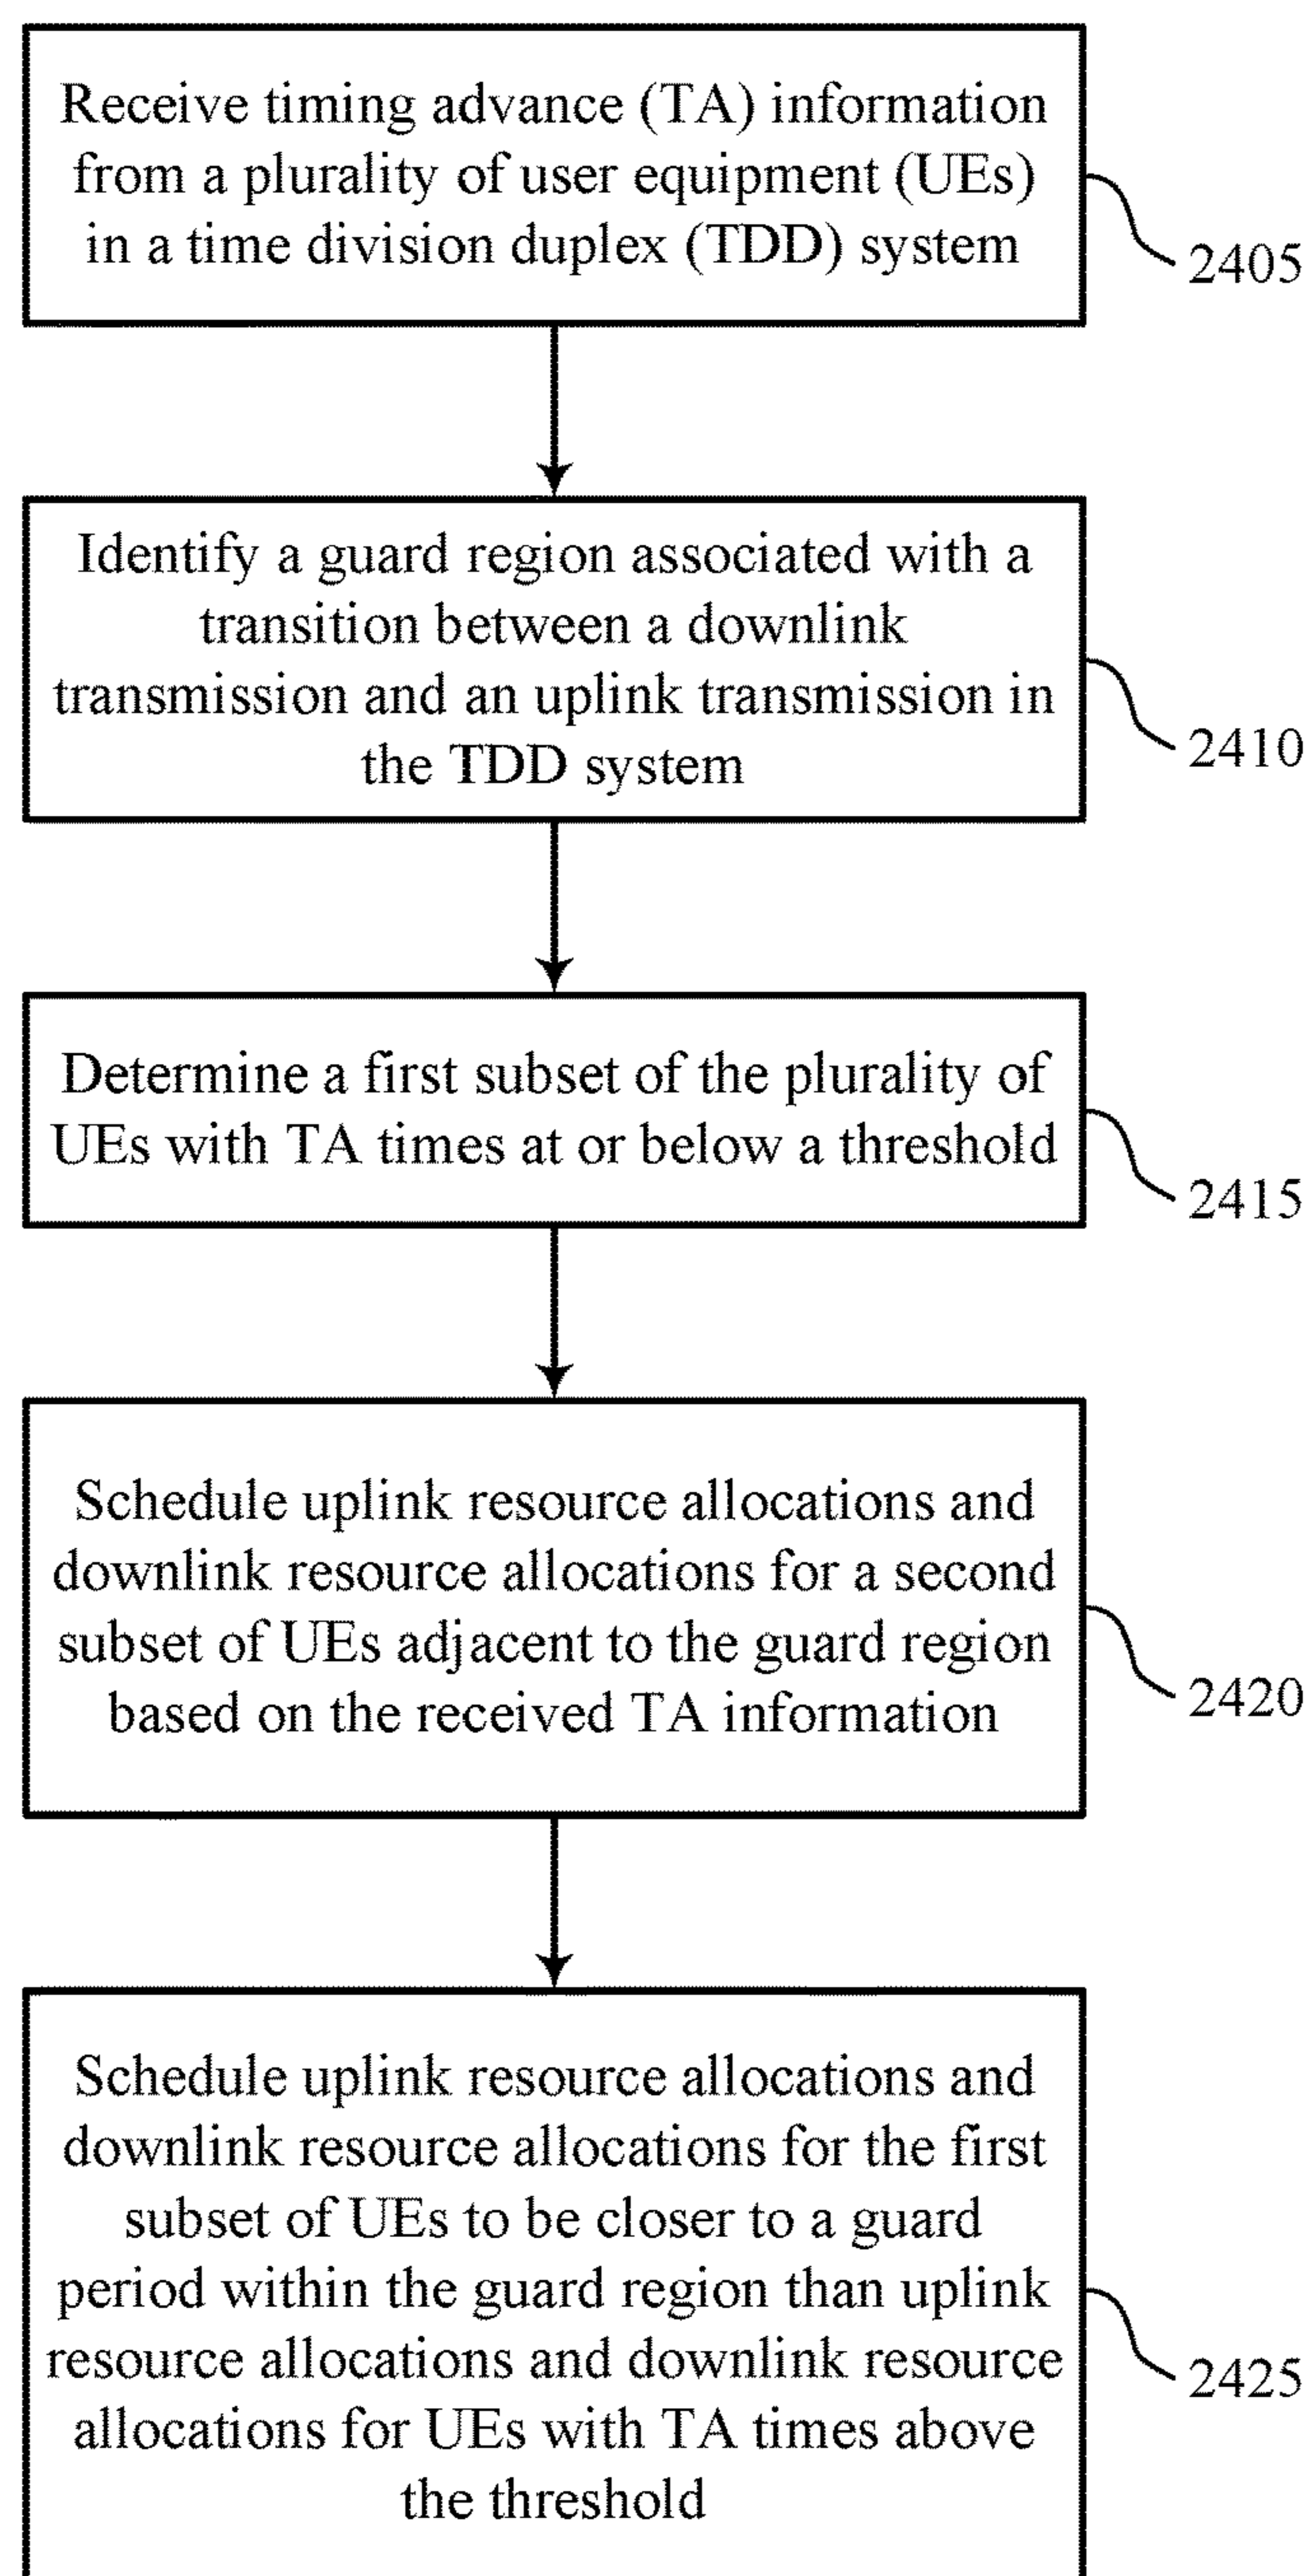 Receive timing advance (TA) information
from a plurality of user equipment (UEs)
in a time division duplex (TDD) system
2405
Identify a guard region associated with a
transition between a downlink
transmission and an uplink transmission in
the TDD system
2410
Determine a first subset of the plurality of
UEs with TA times at or below a threshold
2415
Schedule uplink resource allocations and
downlink resource allocations for a second
subset of UEs adjacent to the guard region
based on the received TA information
2420
Schedule uplink resource allocations and
downlink resource allocations for the first
subset of UEs to be closer to a guard
period within the guard region than uplink
resource allocations and downlink resource
allocations for UEs with TA times above
the threshold
2425